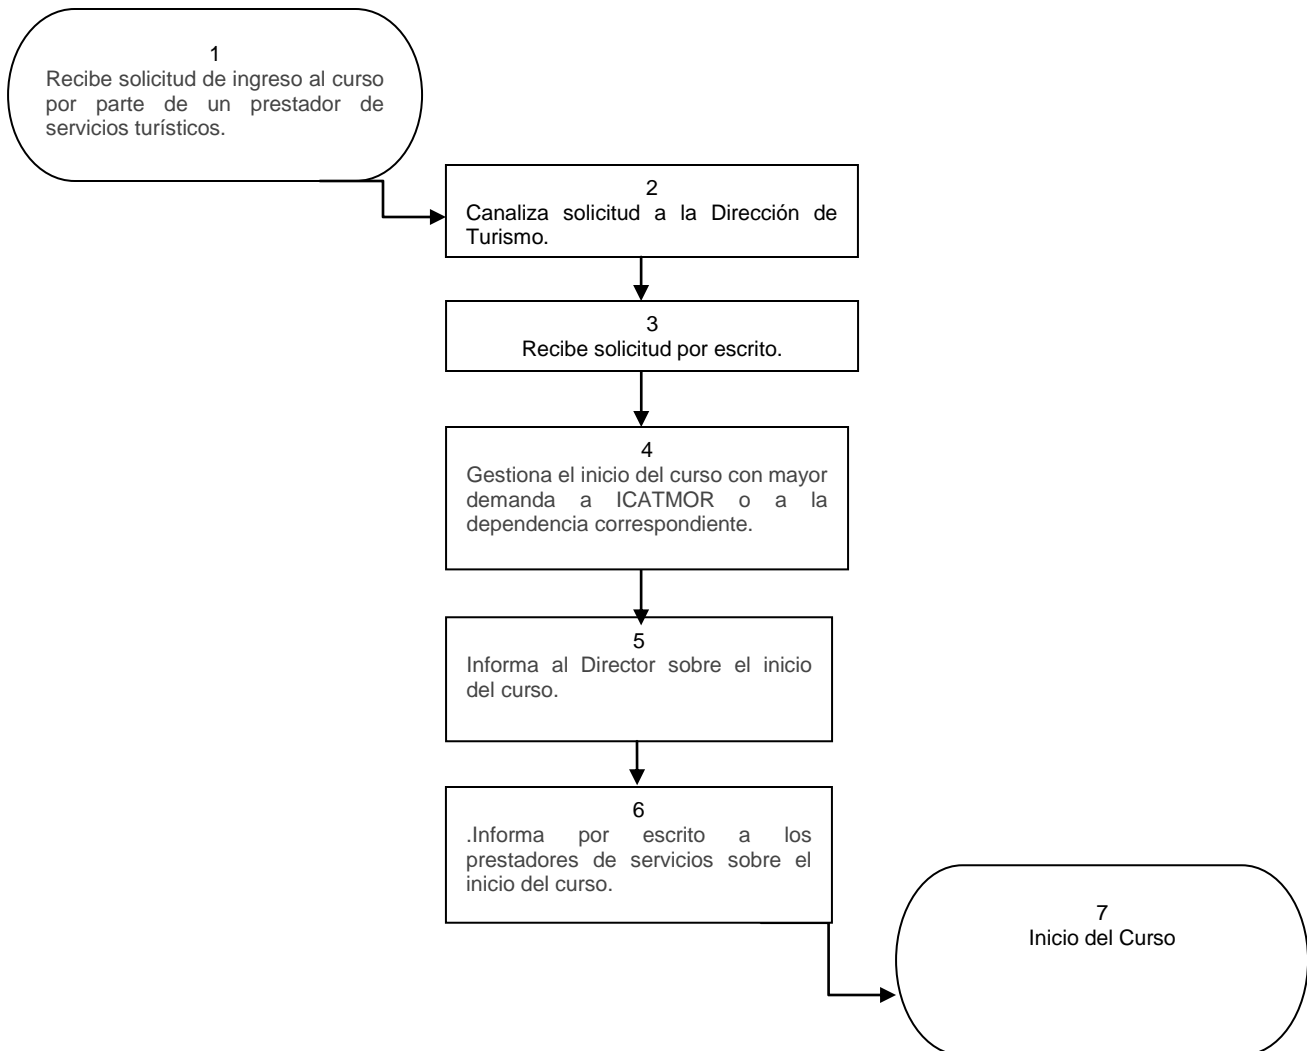 1
Recibe solicitud de ingreso al curso
por parte de un prestador de
servicios turísticos.
2
Canaliza solicitud a la Dirección de
Turismo.
3
Recibe solicitud por escrito.
4
Gestiona el inicio del curso con mayor
demanda a ICATMOR o a la
dependencia correspondiente.
5
Informa al Director sobre el inicio
del curso.
6
.Informa por escrito a los
prestadores de servicios sobre el
inicio del curso.
7
Inicio del Curso